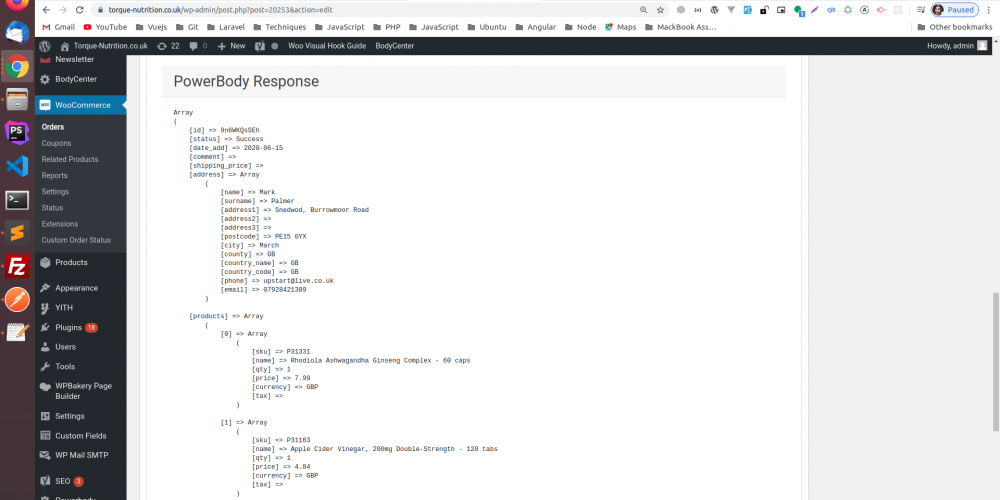 torque-nutrition.co.uk/wp-admin/post.php?post=20253&action=edit
Paused
Gmail
YouTube
Vuejs
Git
Laravel
Techniques
JavaScript
PHP
JavaScript
Ubuntu
Angular
Node
Maps
MackBook Ass...
Other bookmarks
Torque-Nutrition.co.uk
22
0
New
Woo Visual Hook Guide
BodyCenter
Howdy, admin
Newsletter
BodyCenter
WooCommerce
Orders
Coupons
Related Products
Reports
Settings
Status
Extensions
Custom Order Status
Products
Appearance
YITH
Plugins 18
Users
Tools
WPBakery Page
Builder
Settings
Custom Fields
WP Mail SMTP
SEO 3
Powerbody
PowerBody Response
Array
(
[id] => 9n6WKQsSEh
[status] => Success
[date_add] => 2020-06-15
[comment] =>
[shipping_price] =>
[address] => Array
(
[name] => Mark
[surname] => Palmer
[address1] => Snedwod, Burrowmoor Road
[address2] =>
[address3] =>
[postcode] => PE15 0YX
[city] => March
[county] => GB
[country_name] => GB
[country_code] => GB
[phone] => upstart@live.co.uk
[email] => 07928421389
)
[products] => Array
(
[0] => Array
(
[sku] => P31331
[name] => Rhodiola Ashwagandha Ginseng Complex - 60 caps
[qty] => 1
[price] => 7.99
[currency] => GBP
[tax] =>
)
[1] => Array
(
[sku] => P31163
[name] => Apple Cider Vinegar, 200mg Double-Strength - 120 tabs
[qty] => 1
[price] => 4.84
[currency] => GBP
[tax] =>
)